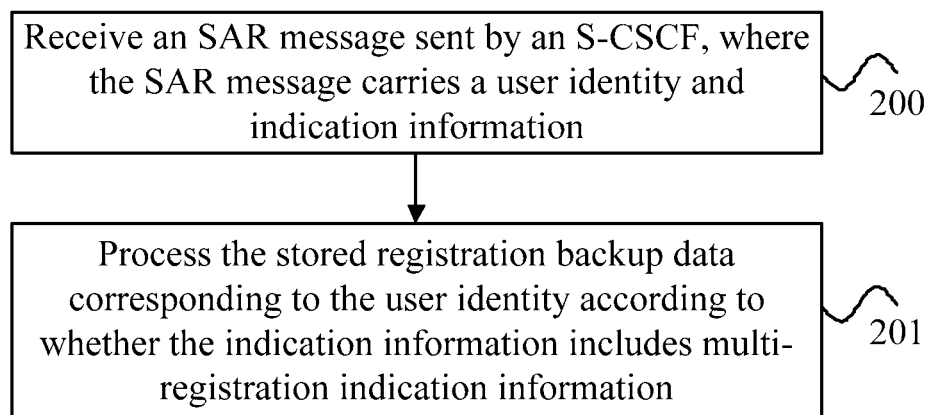 Receive an SAR message sent by an S-CSCF, where
the SAR message carries a user identity and
indication information
200
Process the stored registration backup data
corresponding to the user identity according to
whether the indication information includes multi-
registration indication information
201